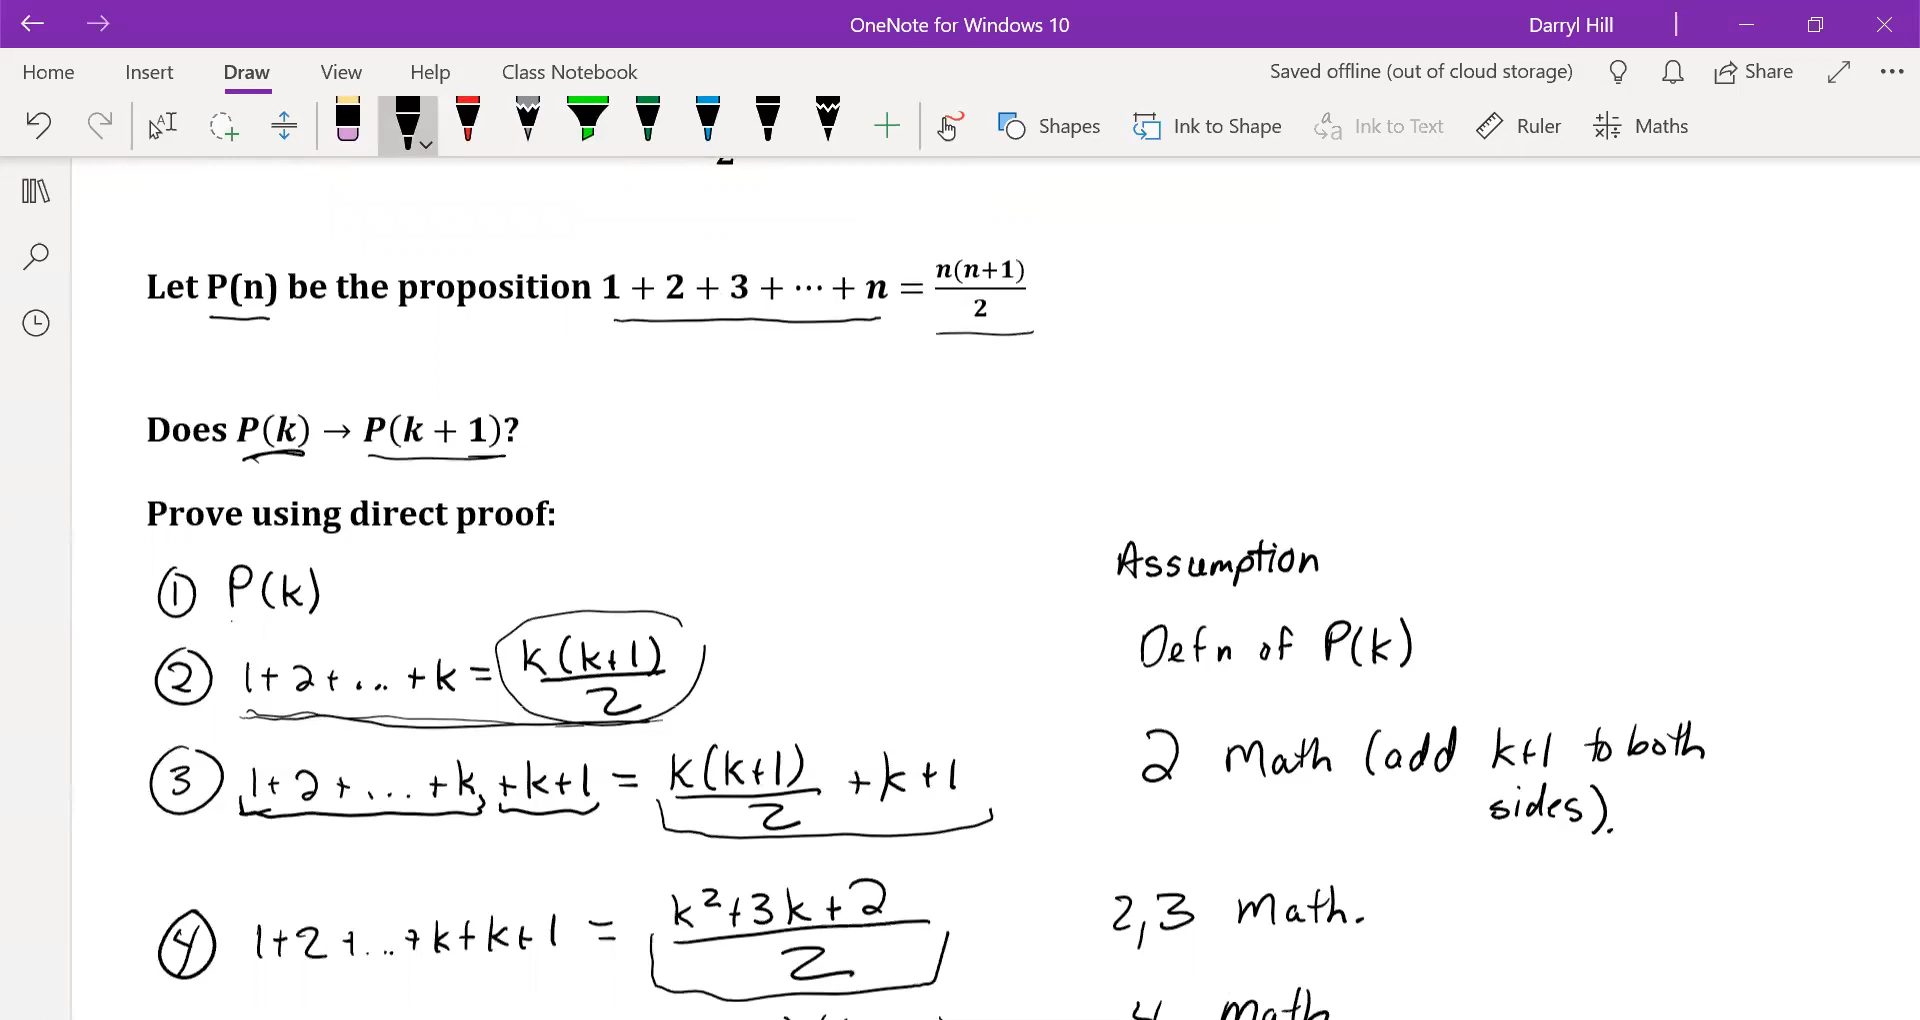 OneNote for Windows 10 Darryl Hill
Home Insert Draw View Help Class Notebook Saved offline (out of cloud storage) Share
Shapes Ink to Shape Ink to Text Ruler Maths
2
Let P(n) be the proposition 1 + 2 + 3 + ⋯ + n = n(n+1)/2
Does P(k) → P(k + 1)?
Prove using direct proof:
① P(k) Assumption
② 1+2+...+k = k(k+1)/2 Defn of P(k)
③ 1+2+...+k+k+1 = k(k+1)/2 +k+1 2 Math (add k+1 to both
sides).
④ 1+2+...+k+k+1 = k²+3k+2/2 2,3 Math.
4 Math